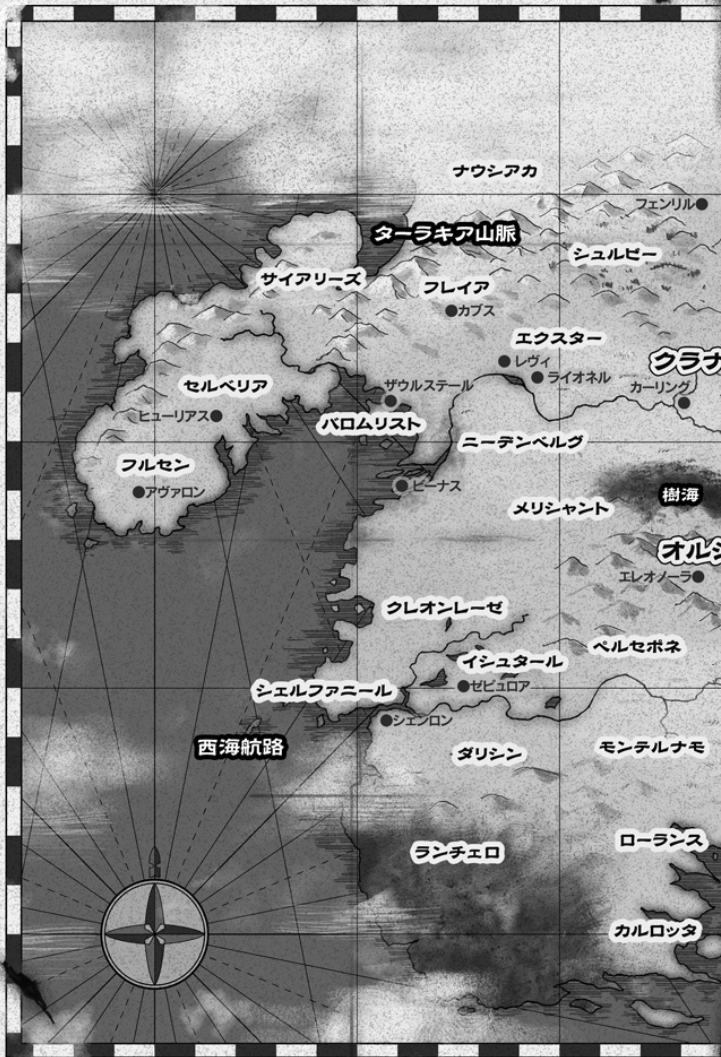 ナウシアカ
フェンリル
ターラキア山脈
シュルピー
サイアリーズ
フレイア
カブス
エクスター
レヴィ
クラナ
ライオネル
セルベリア
ザウルステール
カーリング
ヒューリアス
バロムリスト
ニーデンベルグ
フルセン
アヴァロン
ピーナス
樹海
メリシャント
オルシ
エレオノーラ
クレオンレーゼ
ペルセポネ
イシュタール
シェルファニール
ゼピュロア
シェンロン
西海航路
ダリシン
モンテルナモ
ランチェロ
ローランス
カルロッタ